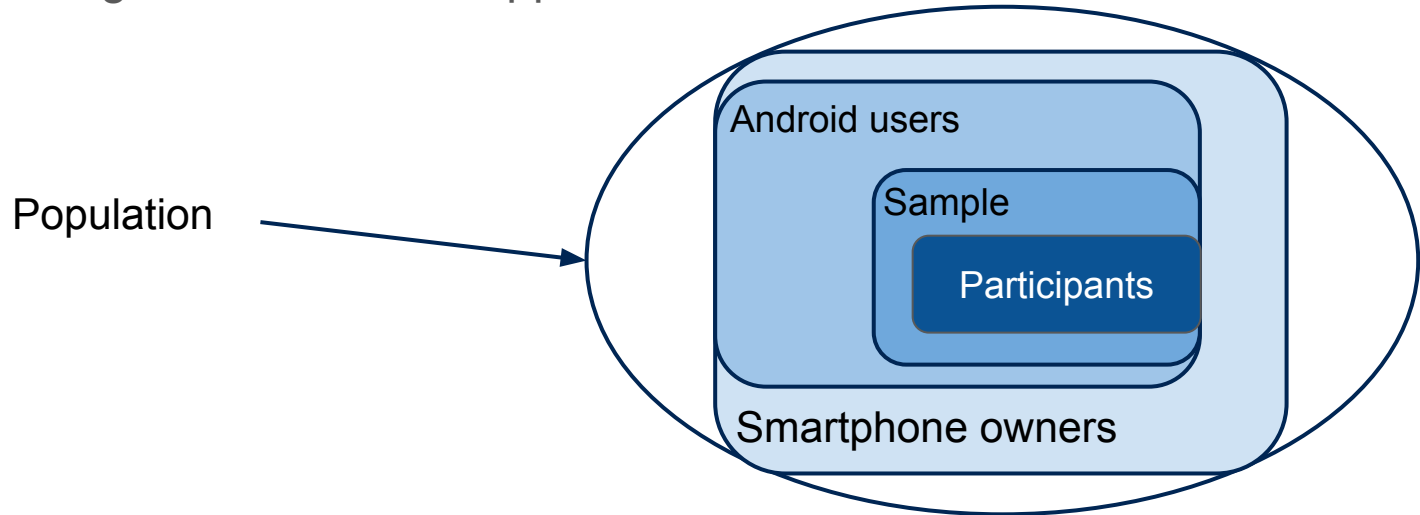 Android users
Population
Sample
Participants
Smartphone owners